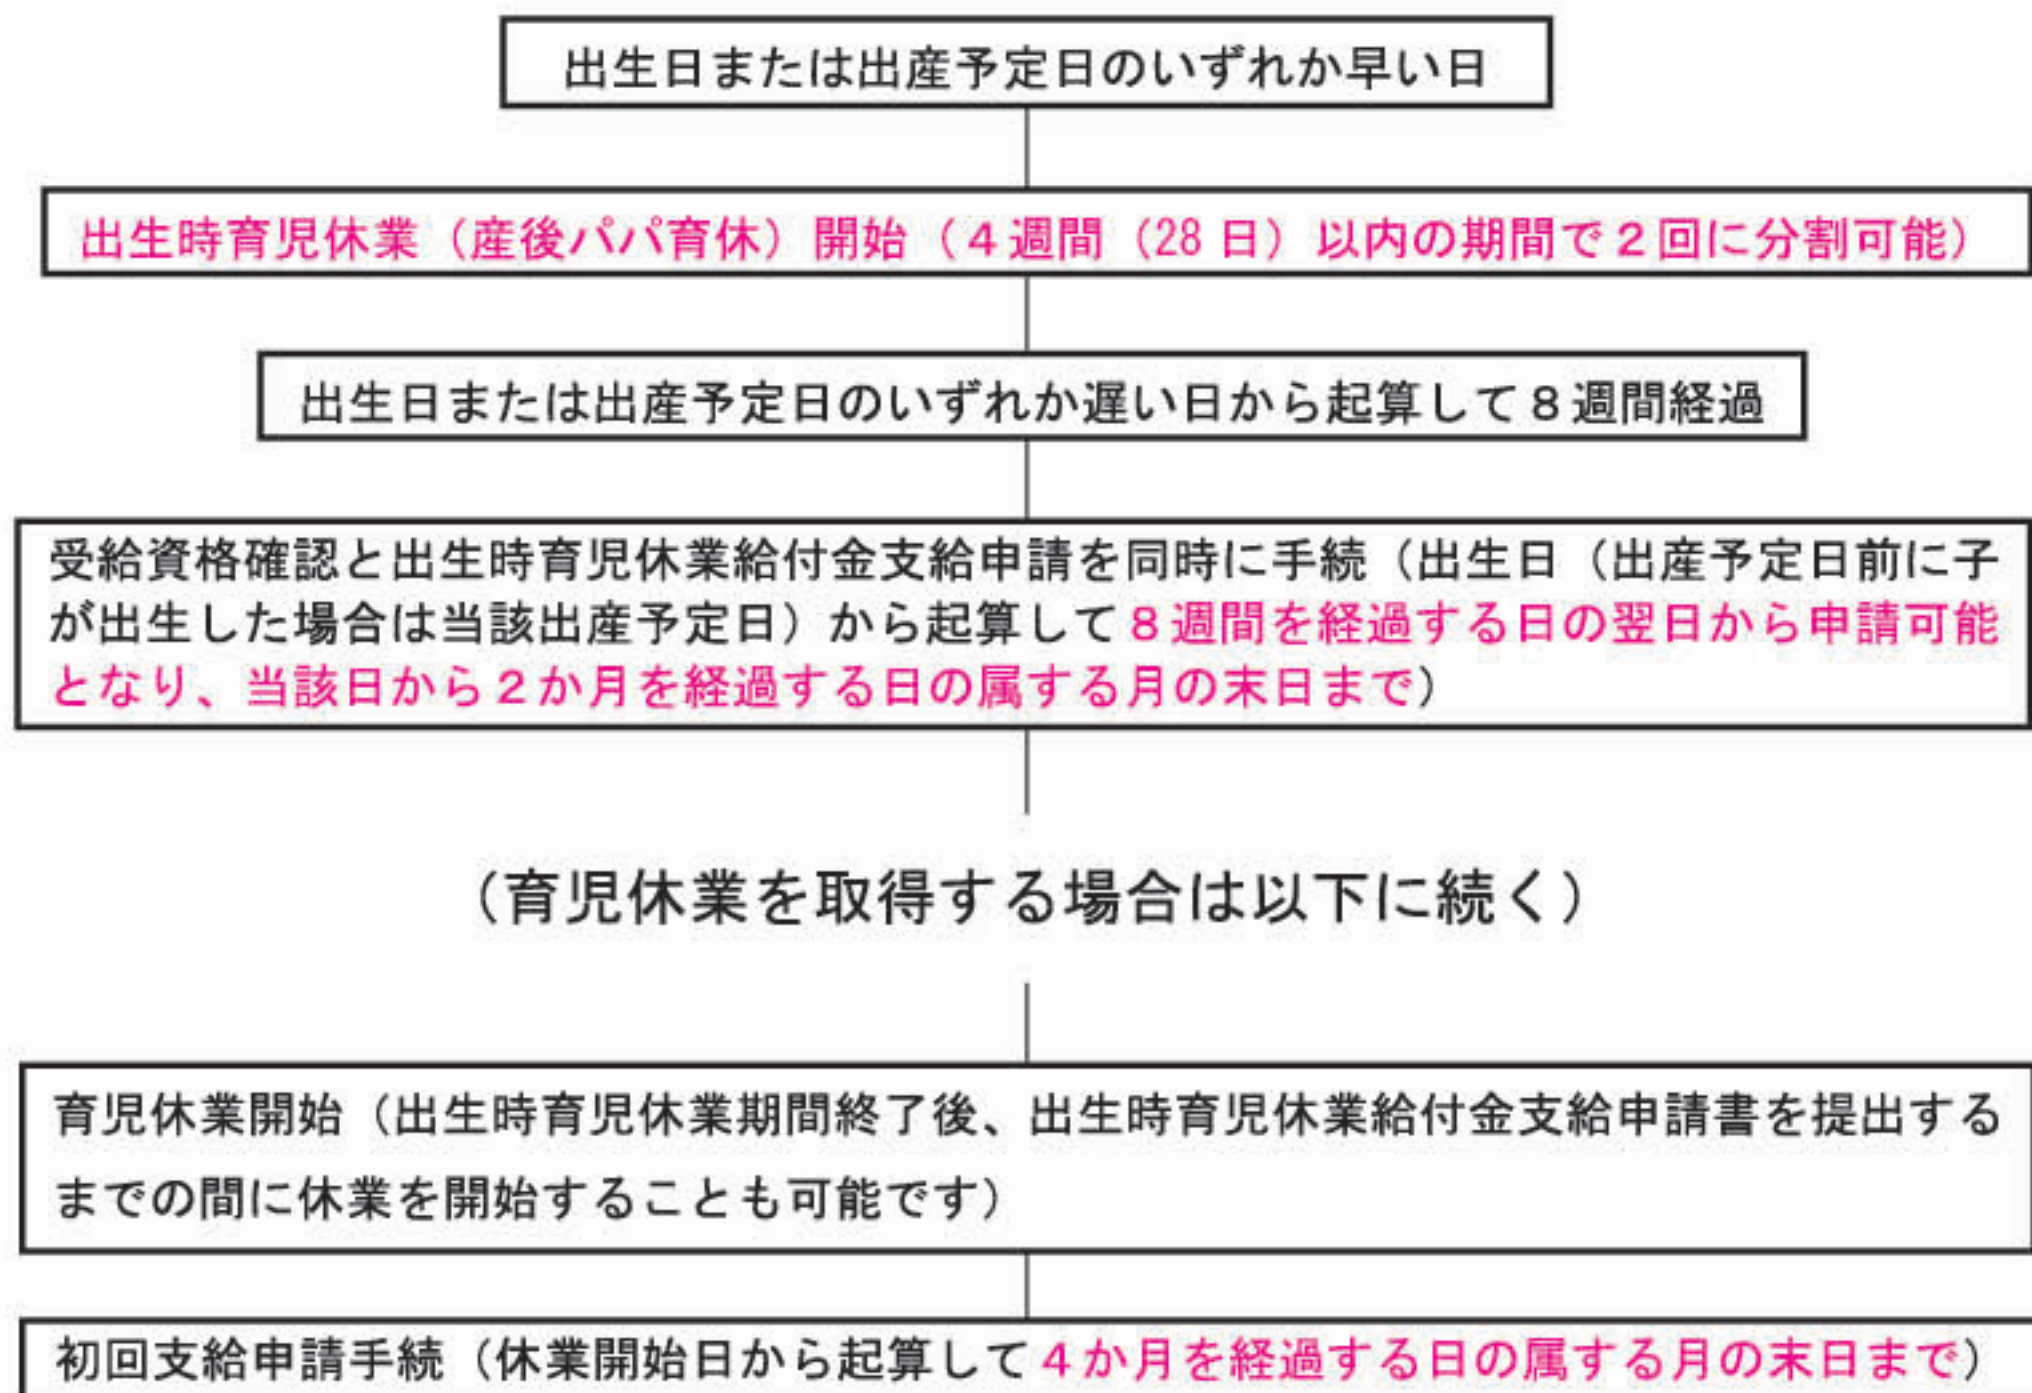 出生日または出産予定日のいずれか早い日
出生時育児休業（産後パパ育休）開始（４週間（28 日）以内の期間で２回に分割可能）
出生日または出産予定日のいずれか遅い日から起算して８週間経過
受給資格確認と出生時育児休業給付金支給申請を同時に手続（出生日（出産予定日前に子
が出生した場合は当該出産予定日）から起算して８週間を経過する日の翌日から申請可能
となり、当該日から２か月を経過する日の属する月の末日まで）
（育児休業を取得する場合は以下に続く）
育児休業開始（出生時育児休業期間終了後、出生時育児休業給付金支給申請書を提出する
までの間に休業を開始することも可能です）
初回支給申請手続（休業開始日から起算して４か月を経過する日の属する月の末日まで）